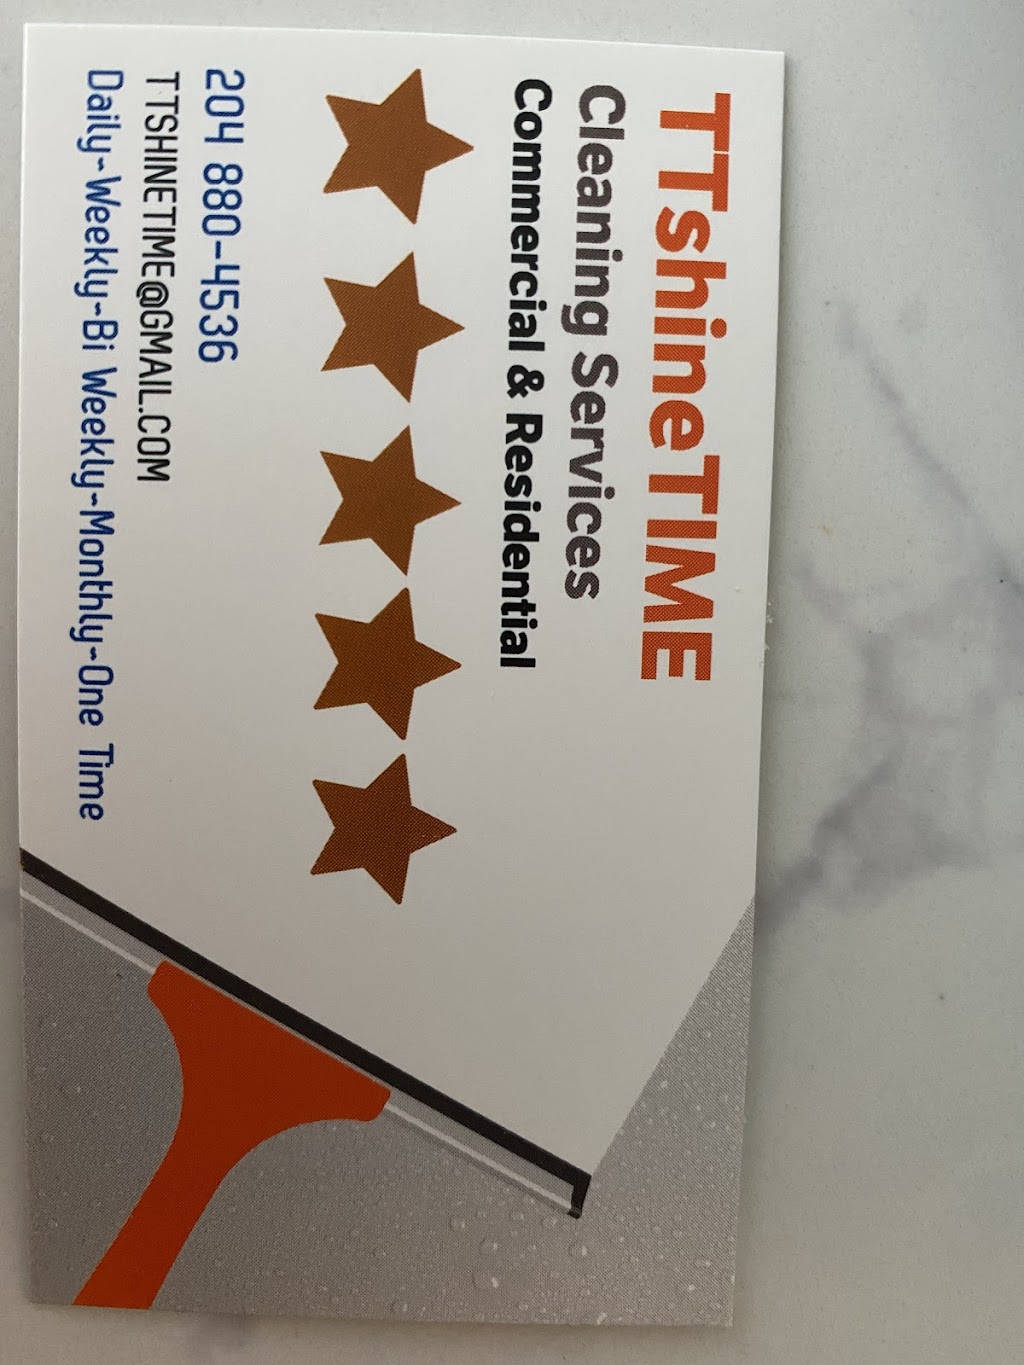 TTshineTIME
Cleaning Services
Commercial & Residential
204 880-4536
TTSHINETIME@GMAIL.COM
Daily-Weekly-Bi Weekly-Monthly-One Time